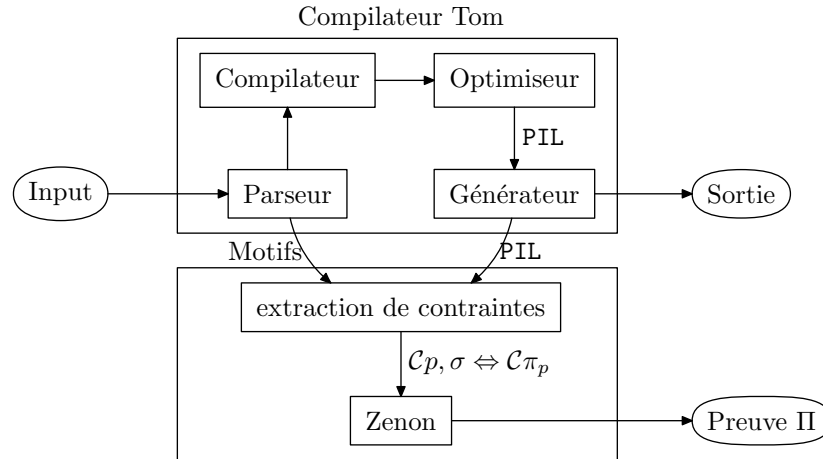 Compilateur Tom
Compilateur
Optimiseur
PIL
Input
Parseur
Générateur
Sortie
Motifs
PIL
extraction de contraintes
𝒞p, σ ⇔ 𝒞π_p
Zenon
Preuve Π